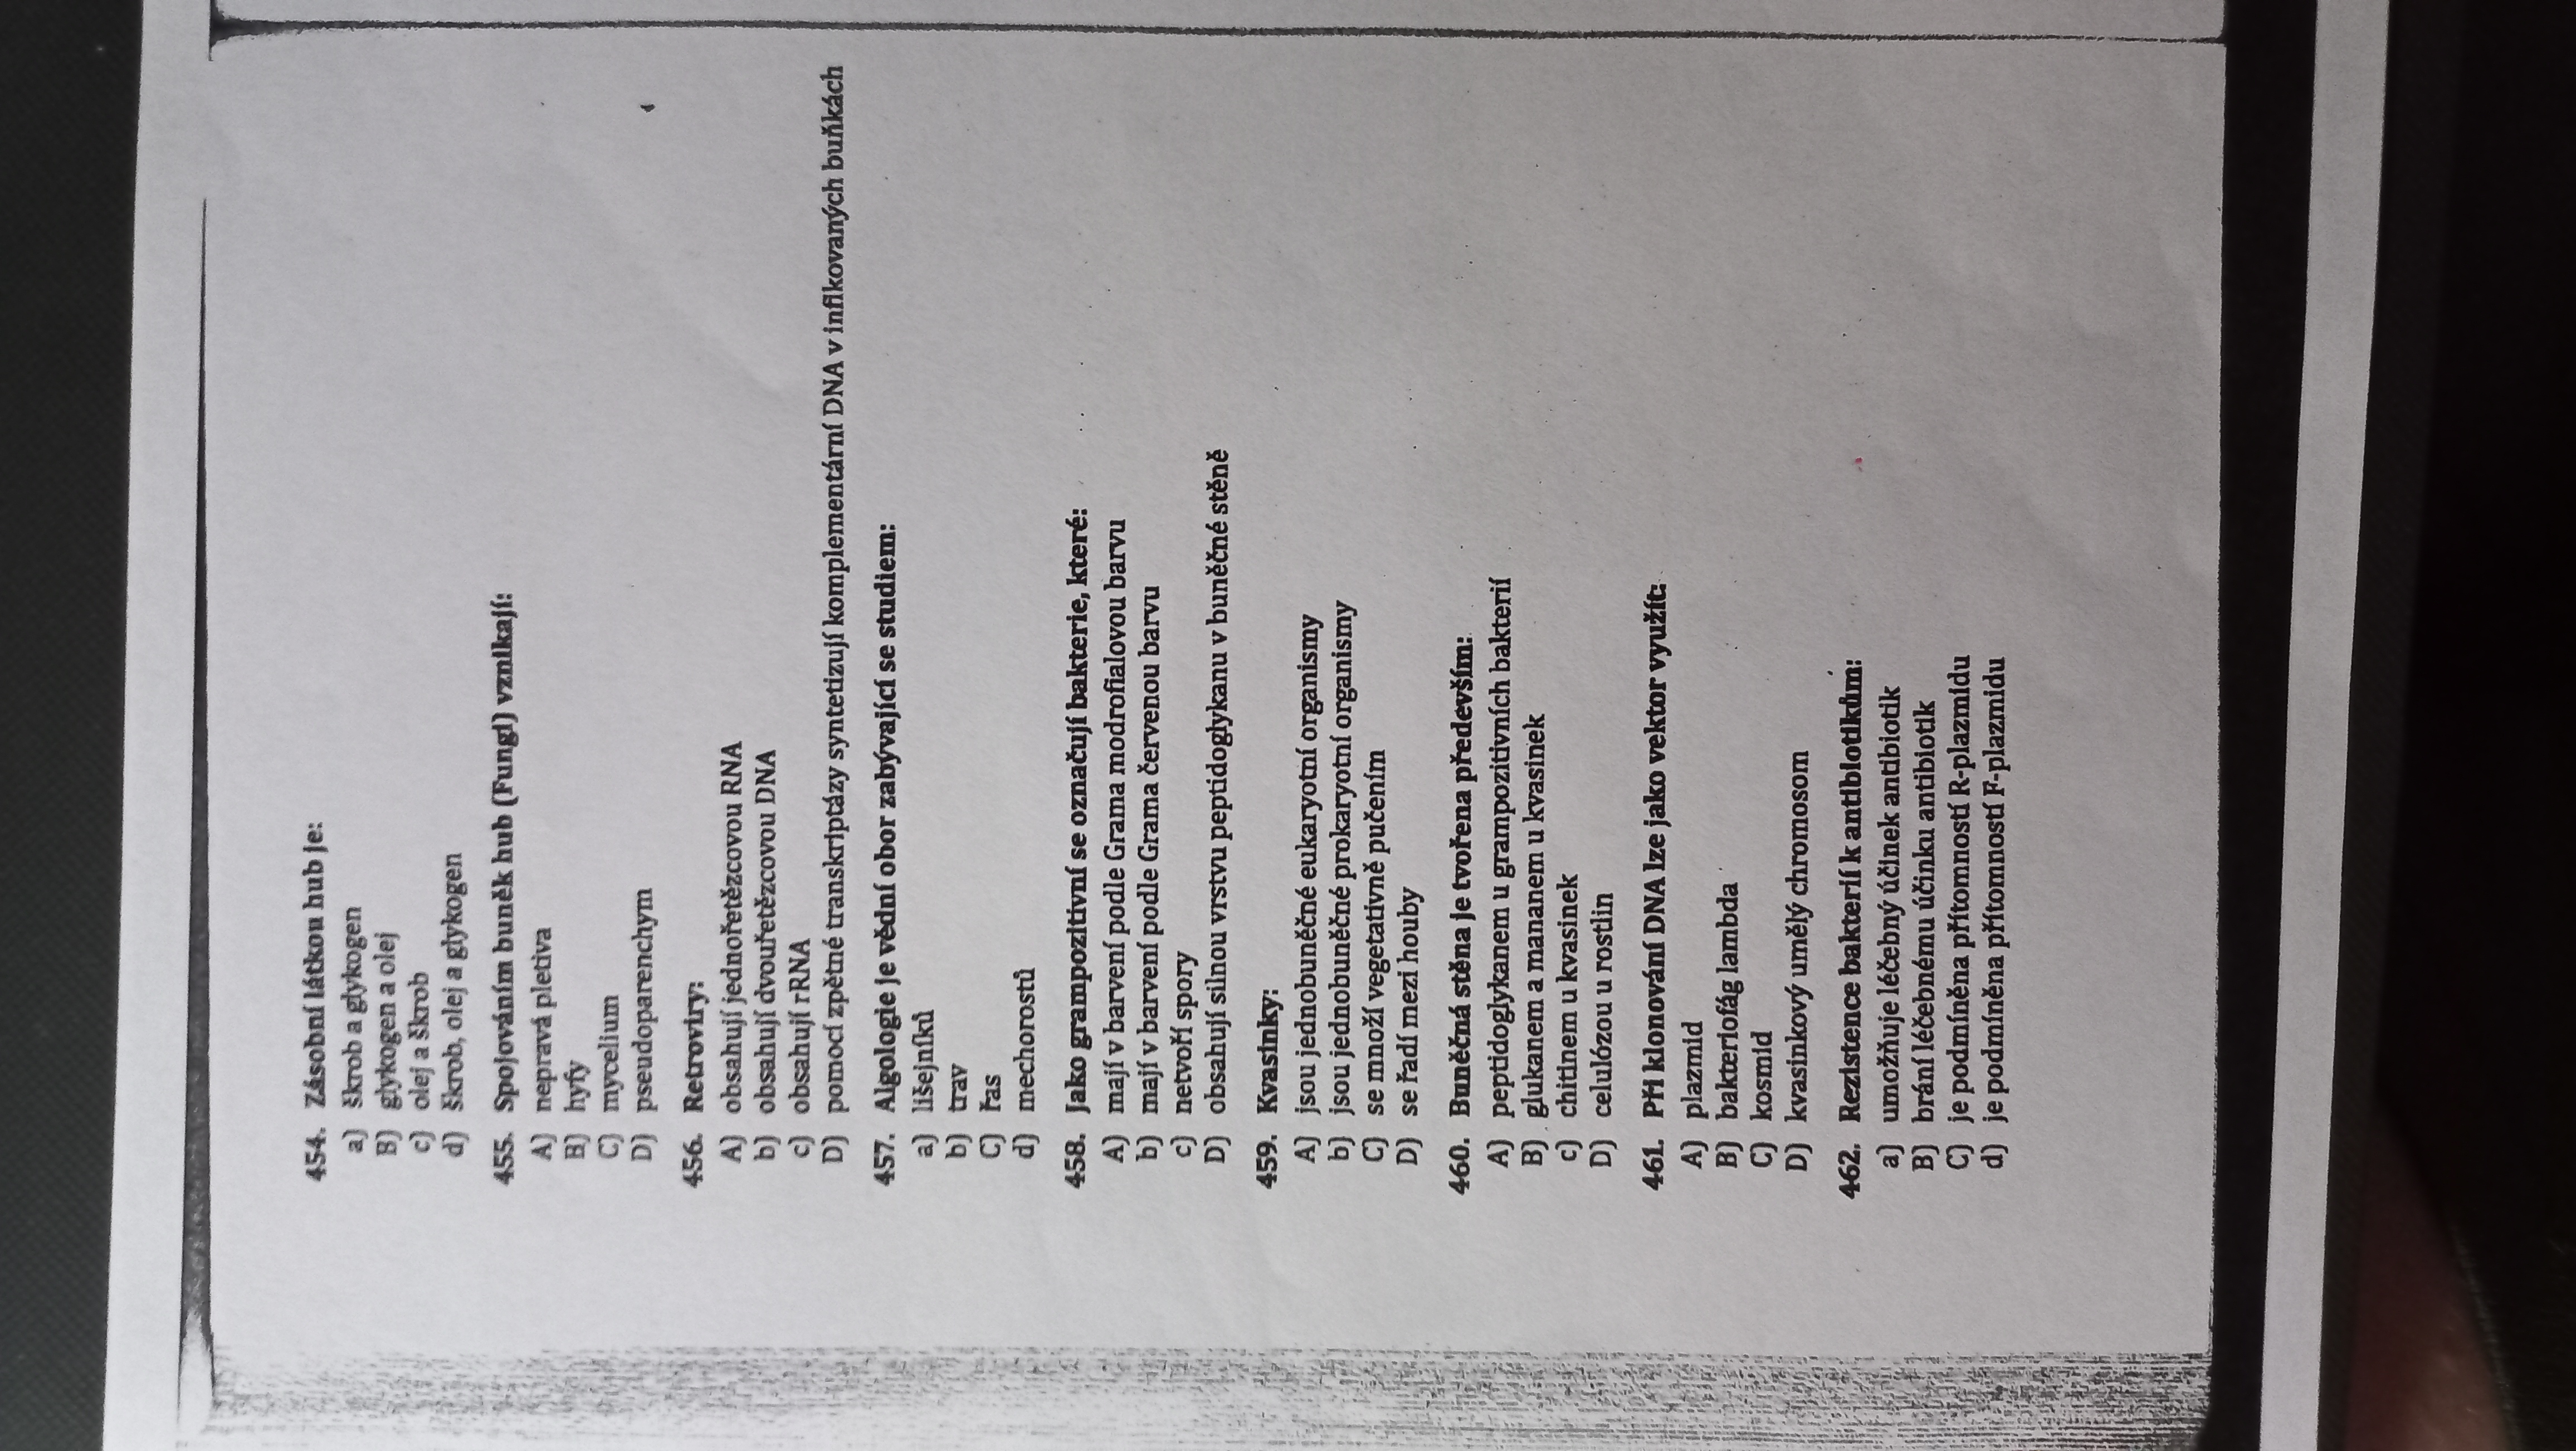 454. Zásobní látkou hub je:
a) škrob a glykogen
B) glykogen a olej
c) olej a škrob
d) škrob, olej a glykogen
455. Spojováním buněk hub (Fungi) vznikají:
A) nepravá pletiva
B) hyfy
C) mycelium
D) pseudoparenchym
456. Retroviry:
A) obsahují jednořetězcovou RNA
b) obsahují dvouřetězcovou DNA
c) obsahují rRNA
D) pomocí zpětné transkriptázy syntetizují komplementární DNA v infikovaných buňkách
457. Algologie je vědní obor zabývající se studiem:
a) lišejníků
b) trav
C) řas
d) mechorostů
458. Jako grampozitivní se označují bakterie, které:
A) mají v barvení podle Grama modrofialovou barvu
b) mají v barvení podle Grama červenou barvu
c) netvoří spory
D) obsahují silnou vrstvu peptidoglykanu v buněčné stěně
459. Kvasinky:
A) jsou jednobuněčné eukaryotní organismy
b) jsou jednobuněčné prokaryotní organismy
C) se množí vegetativně pučením
D) se řadí mezi houby
460. Buněčná stěna je tvořena především:
A) peptidoglykanem u grampozitivních bakterií
B) glukanem a mananem u kvasinek
c) chitinem u kvasinek
D) celulózou u rostlin
461. Při klonování DNA lze jako vektor využít:
A) plazmid
B) bakteriofág lambda
C) kosmid
D) kvasinkový umělý chromosom
462. Rezistence bakterií k antibiotikům:
a) umožňuje léčebný účinek antibiotik
B) brání léčebnému účinku antibiotik
C) je podmíněna přítomností R-plazmidu
d) je podmíněna přítomností F-plazmidu